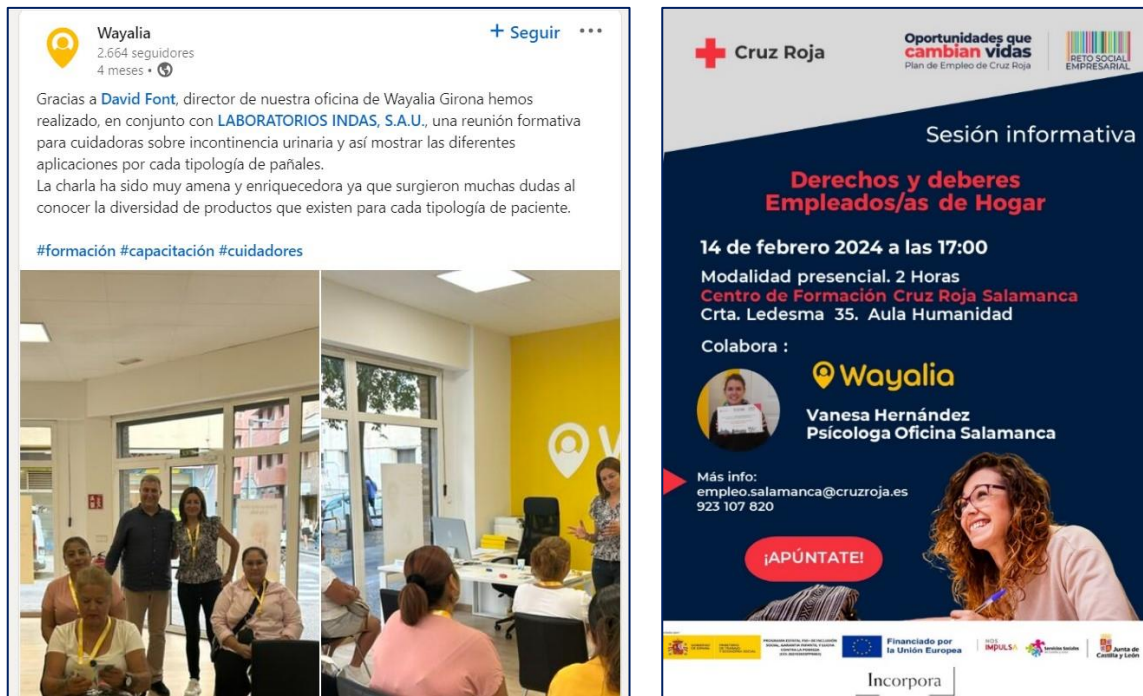 Wayalia
+ Seguir ···
2.664 seguidores
4 meses •
Gracias a David Font, director de nuestra oficina de Wayalia Girona hemos
realizado, en conjunto con LABORATORIOS INDAS, S.A.U., una reunión formativa
para cuidadoras sobre incontinencia urinaria y así mostrar las diferentes
aplicaciones por cada tipología de pañales.
La charla ha sido muy amena y enriquecedora ya que surgieron muchas dudas al
conocer la diversidad de productos que existen para cada tipología de paciente.
#formación #capacitación #cuidadores
W
Cruz Roja
Oportunidades que
cambian vidas
Plan de Empleo de Cruz Roja
RETO SOCIAL
EMPRESARIAL
Sesión informativa
Derechos y deberes
Empleados/as de Hogar
14 de febrero 2024 a las 17:00
Modalidad presencial. 2 Horas
Centro de Formación Cruz Roja Salamanca
Crta. Ledesma 35. Aula Humanidad
Colabora :
Wayalia
Vanesa Hernández
Psícologa Oficina Salamanca
Más info:
empleo.salamanca@cruzroja.es
923 107 820
¡APÚNTATE!
Financiado por
la Unión Europea
NOS
IMPULSA
Servicios Sociales
Junta de
Castilla y León
Incorpora